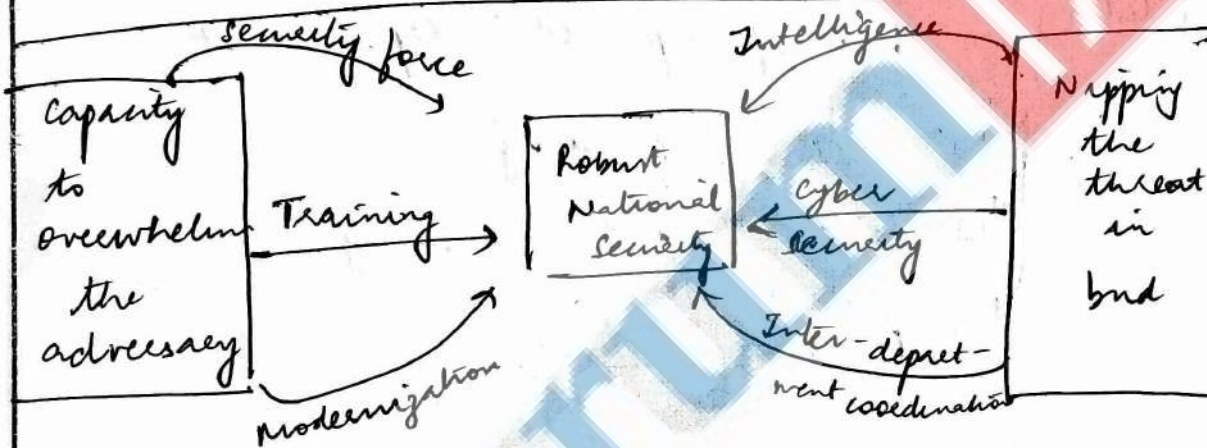 Security force
Capacity
to
overwhelm
the
adversary
Training
Modernization
Robust
National
Security
Intelligence
Cyber
Security
Inter-depart-
ment coordination
Nipping
the
threat
in
bud
rum